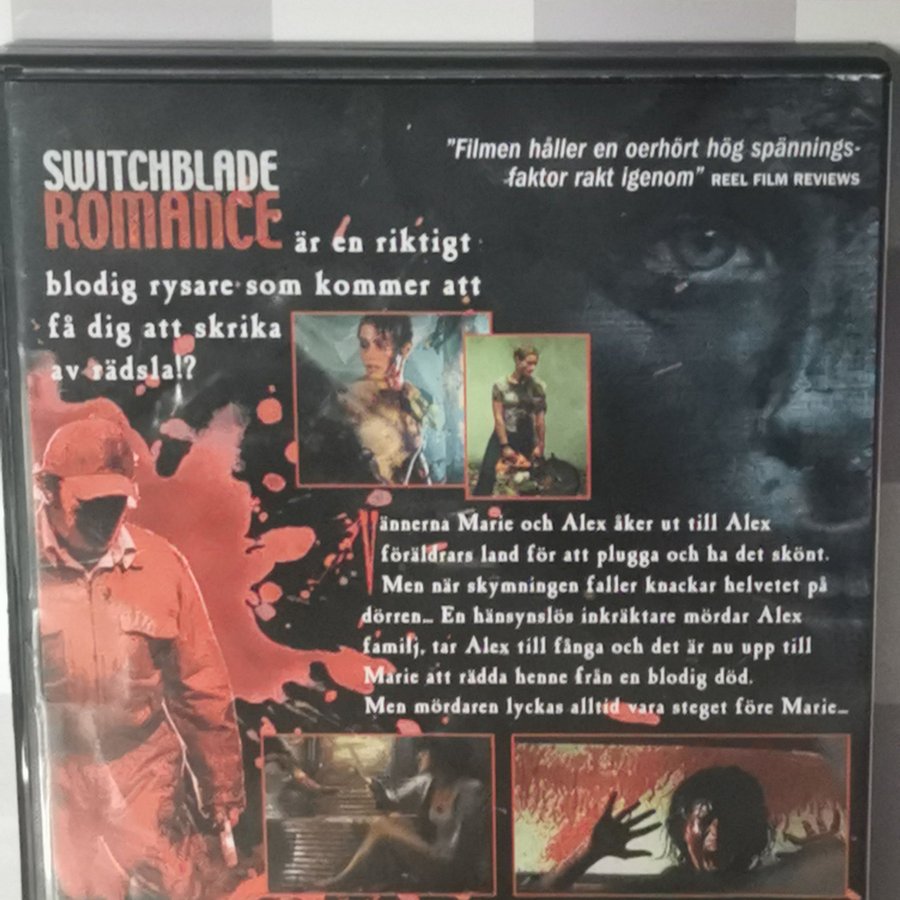 "Filmen håller en oerhört hög spännings-
faktor rakt igenom" REEL FILM REVIEWS
SWITCHBLADE
ROMANCE är en riktigt
blodig rysare som kommer att
få dig att skrika
av rädsla!?
Vännerna Marie och Alex åker ut till Alex
föräldrars land för att plugga och ha det skönt.
Men när skymningen faller knackar helvetet på
dörren... En hänsynslös inkräktare mördar Alex
familj, tar Alex till fånga och det är nu upp till
Marie att rädda henne från en blodig död.
Men mördaren lyckas alltid vara steget före Marie...